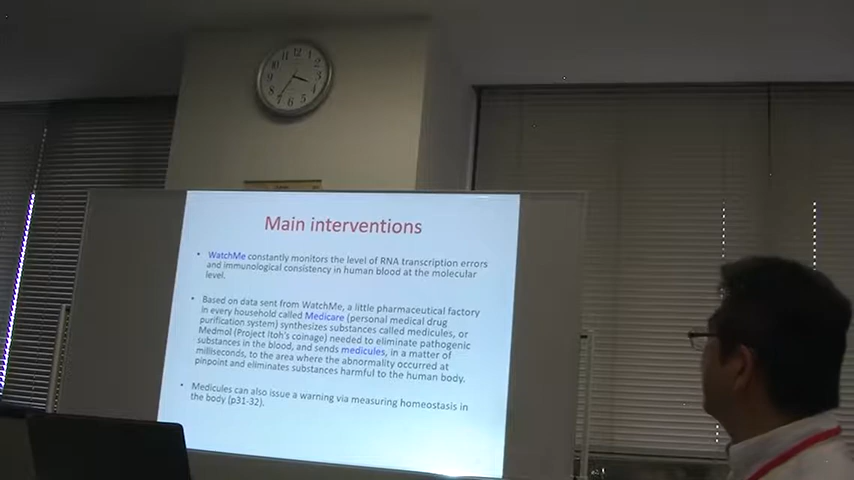 Main interventions
• WatchMe constantly monitors the level of RNA transcription errors
and immunological consistency in human blood at the molecular
level.
• Based on data sent from WatchMe, a little pharmaceutical factory
in every household called Medicare (personal medical drug
purification system) synthesizes substances called medicules, or
Medmol (Project Itoh's coinage) needed to eliminate pathogenic
substances in the blood, and sends medicules, in a matter of
milliseconds, to the area where the abnormality occurred at
pinpoint and eliminates substances harmful to the human body.
• Medicules can also issue a warning via measuring homeostasis in
the body (p31-32).